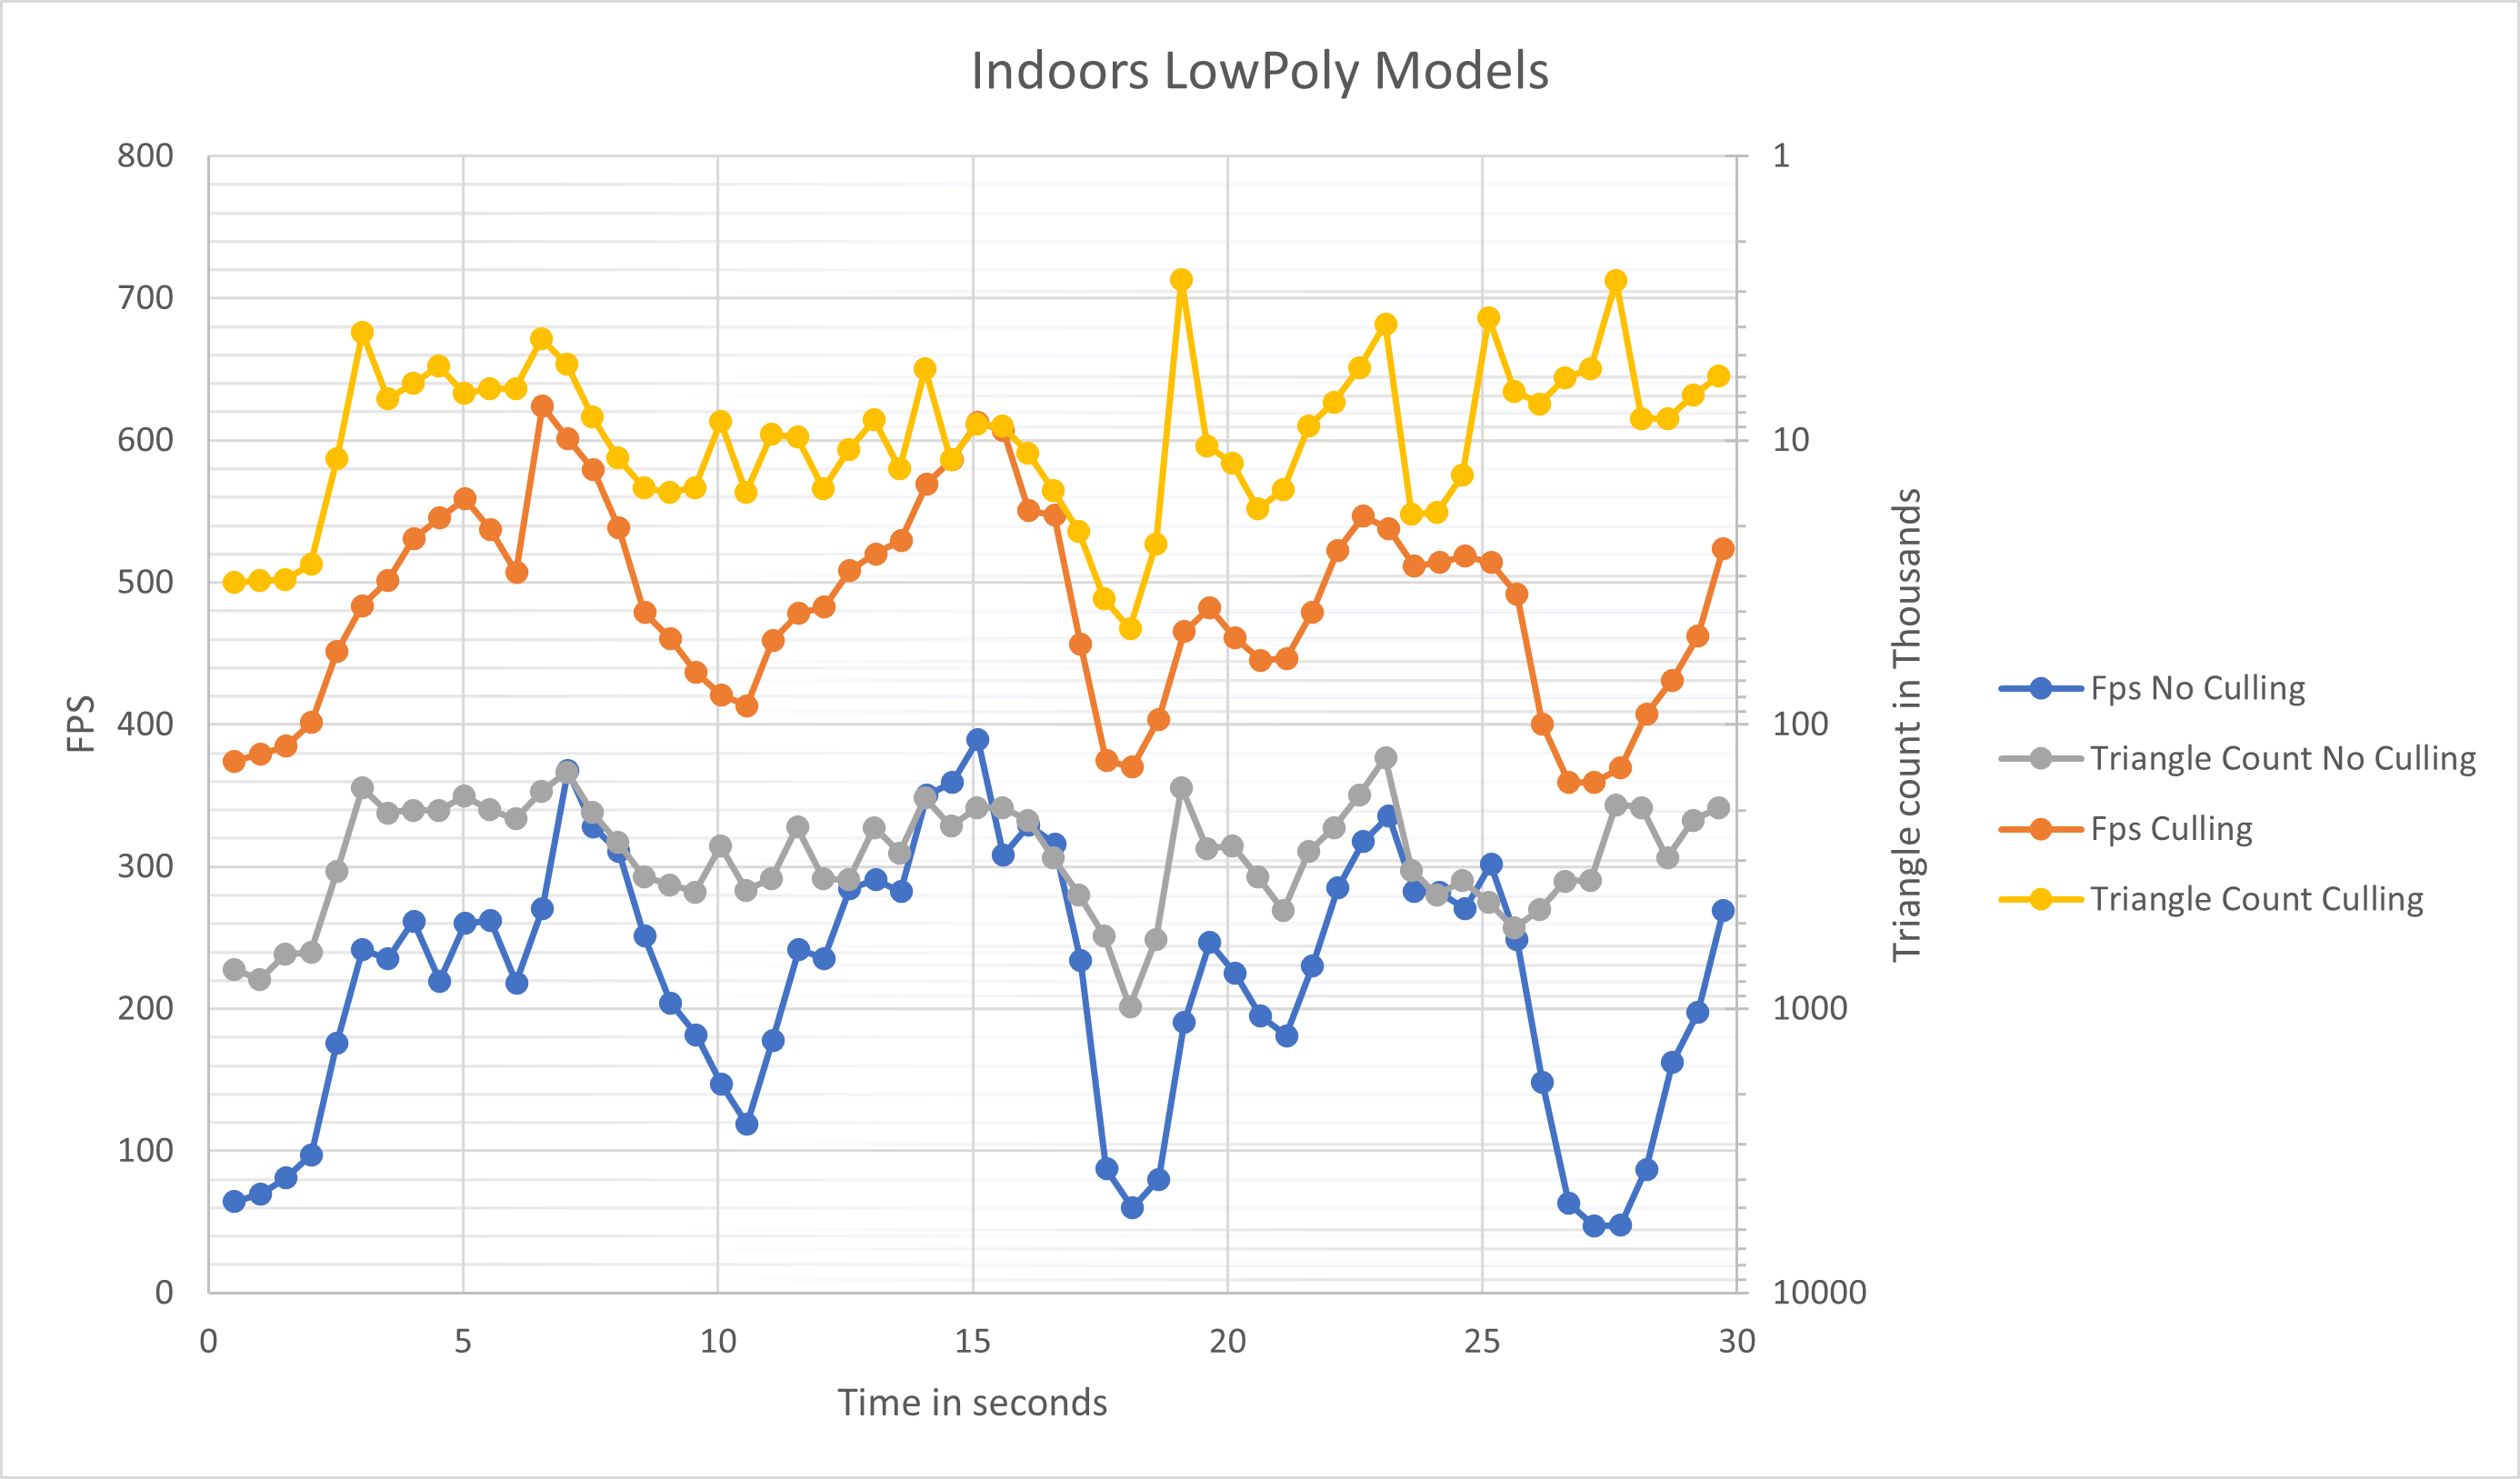 Indoors LowPoly Models
800
700
600
500
400
300
200
100
0
FPS
1
10
100
1000
10000
Triangle count in Thousands
0 5 10 15 20 25 30
Time in seconds
Fps No Culling
Triangle Count No Culling
Fps Culling
Triangle Count Culling